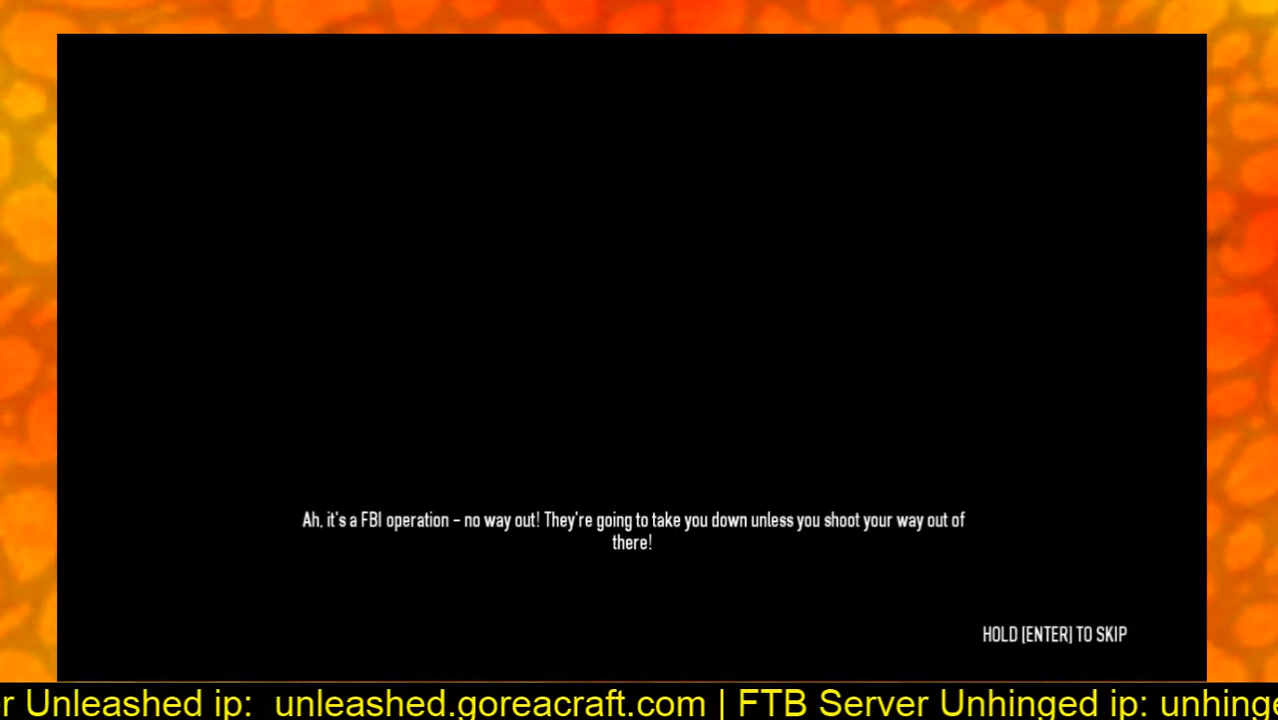 Ah, it's a FBI operation - no way out! They're going to take you down unless you shoot your way out of
there!
HOLD [ENTER] TO SKIP
r Unleashed ip: unleashed.goreacraft.com | FTB Server Unhinged ip: unhinge